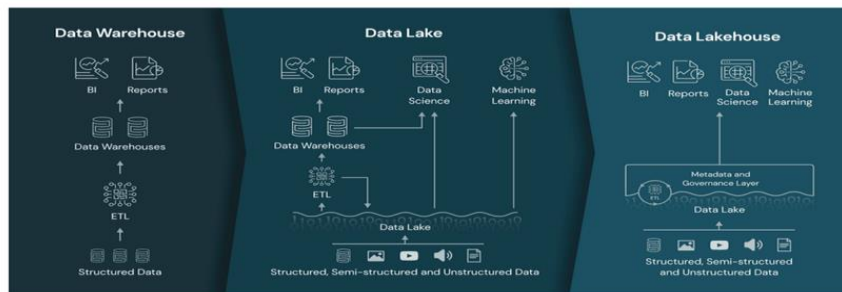 Data Warehouse
BI
Reports
Data Warehouses
ETL
Structured Data
Data Lake
BI
Reports
Data
Science
Machine
Learning
Data Warehouses
ETL
Data Lake
Structured, Semi-structured and Unstructured Data
Data Lakehouse
BI
Reports
Data
Science
Machine
Learning
Metadata and
Governance Layer
ETL
Data Lake
Structured, Semi-structured
and Unstructured Data